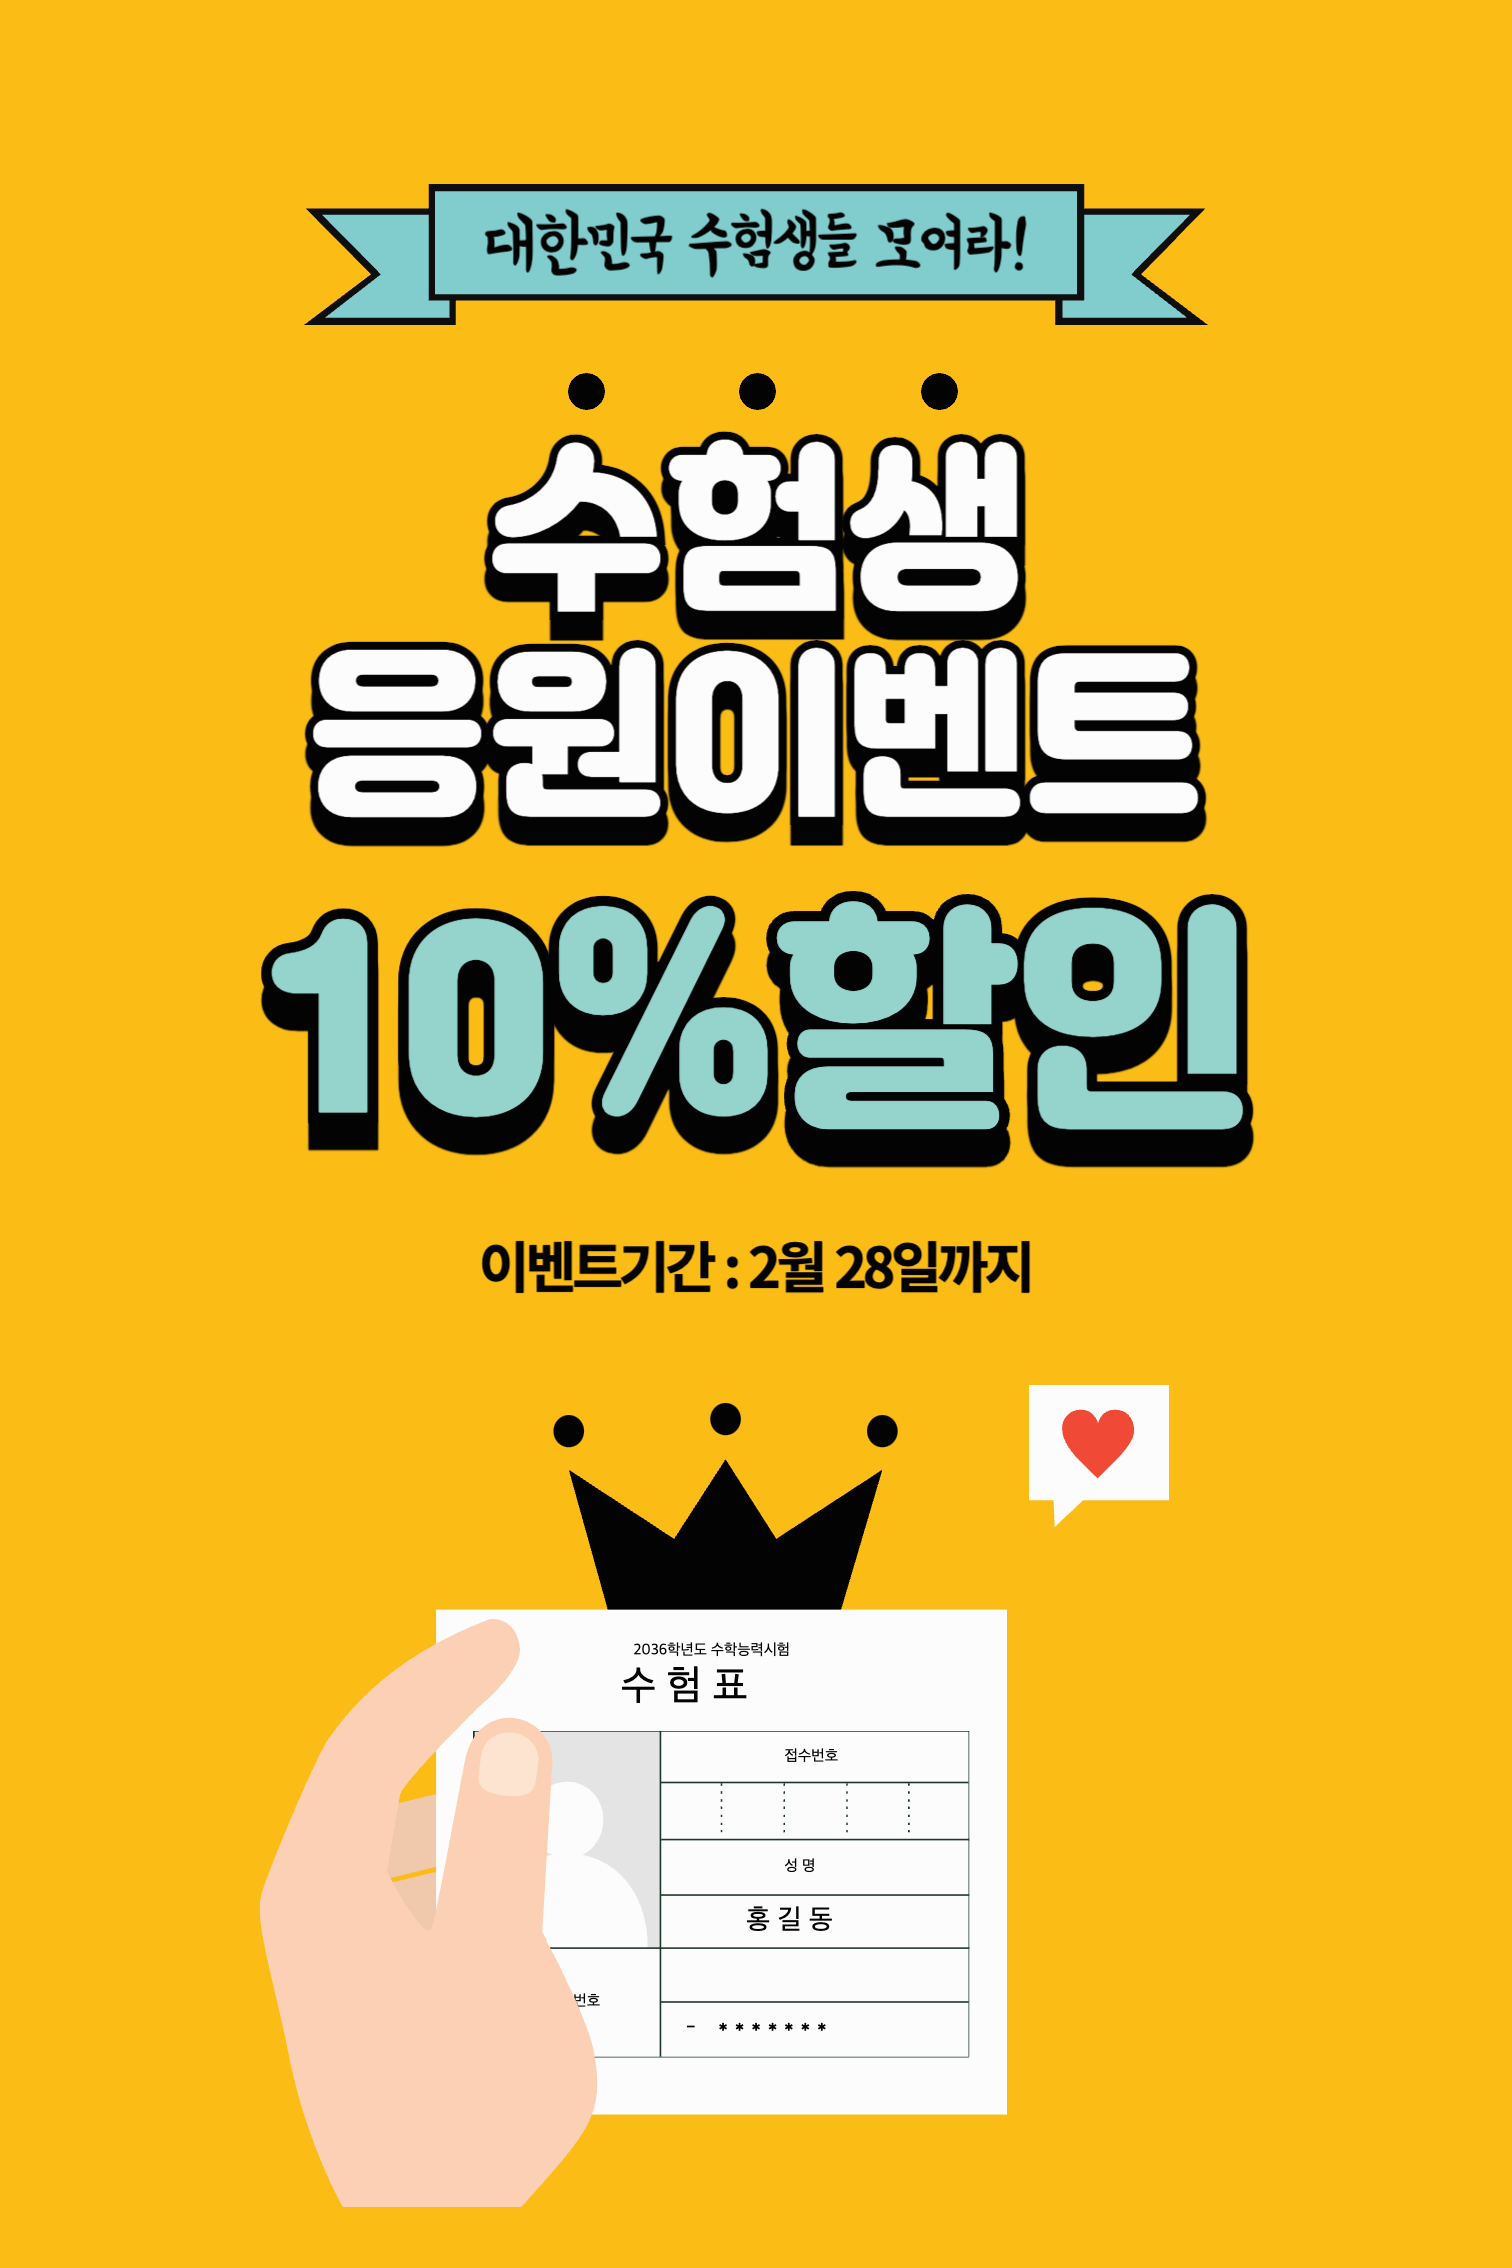 대한민국 수험생들 모여라!
수험생
응원이벤트
10%할인
이벤트기간 : 2월 28일까지
2036학년도 수학능력시험
수 험 표
접수번호
성 명
홍 길 동
번호
- *******